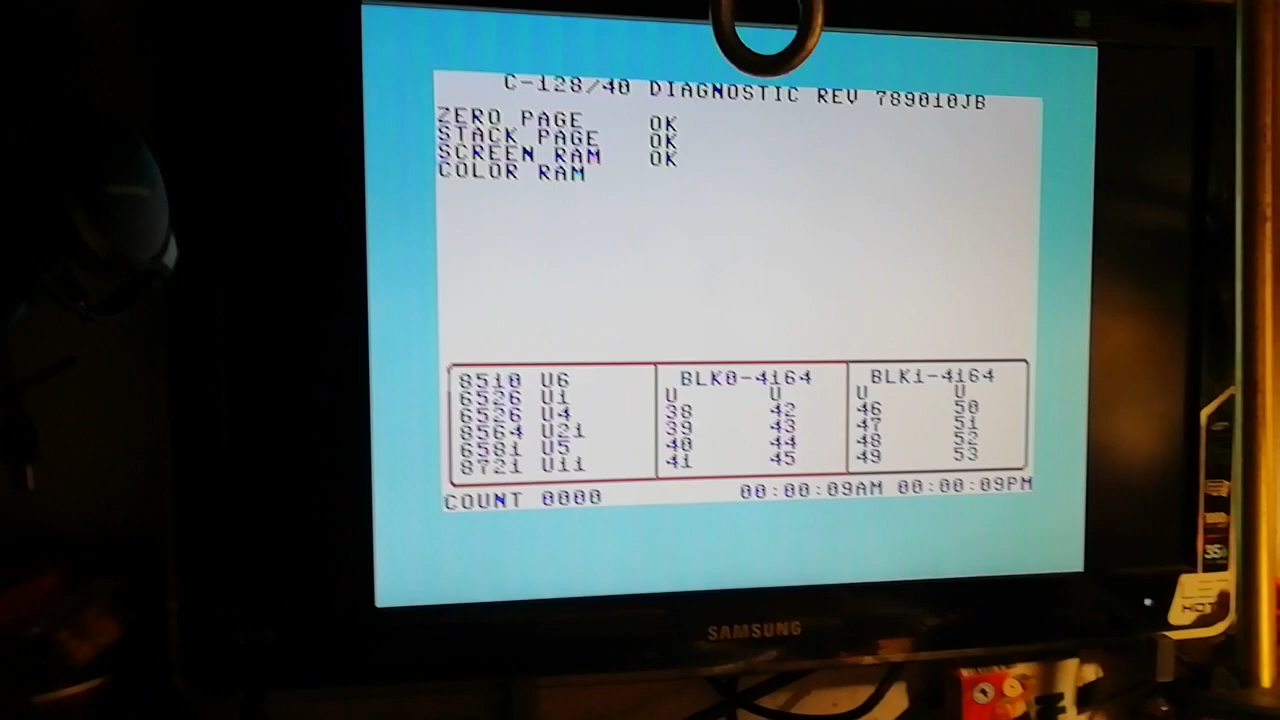 C-128/40 DIAGNOSTIC REV 789010JB
ZERO PAGE OK
STACK PAGE OK
SCREEN RAM OK
COLOR RAM
8510 U6
6526 U1
6526 U4
8564 U21
6581 U5
8721 U11
BLK0-4164
U U
38 42
39 43
40 44
41 45
BLK1-4164
U U
46 50
47 51
48 52
49 53
COUNT 0000 00:00:09AM 00:00:09PM
SAMSUNG
35
HOT